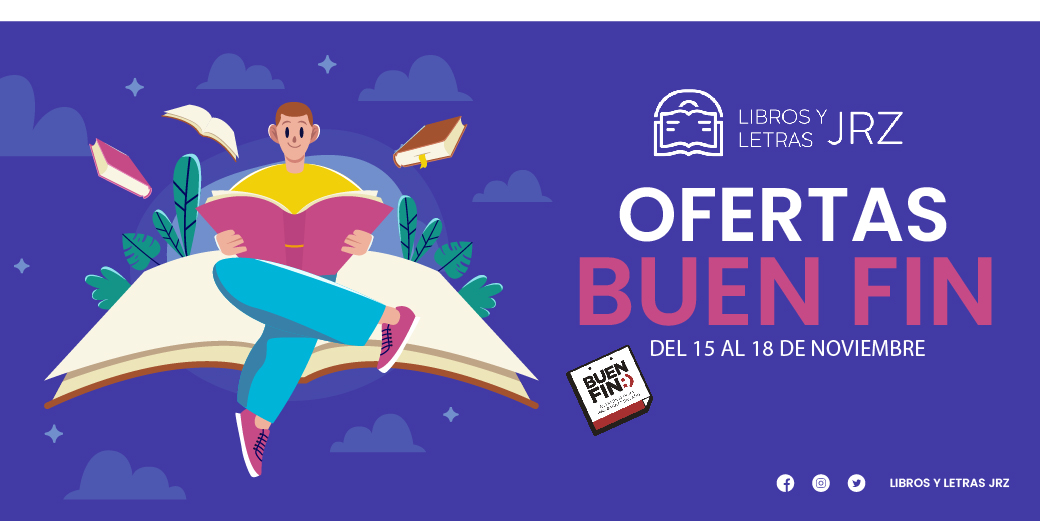 LIBROS Y
LETRAS JRZ
OFERTAS
BUEN FIN
DEL 15 AL 18 DE NOVIEMBRE
BUEN
FIN:)
LIBROS Y LETRAS JRZ